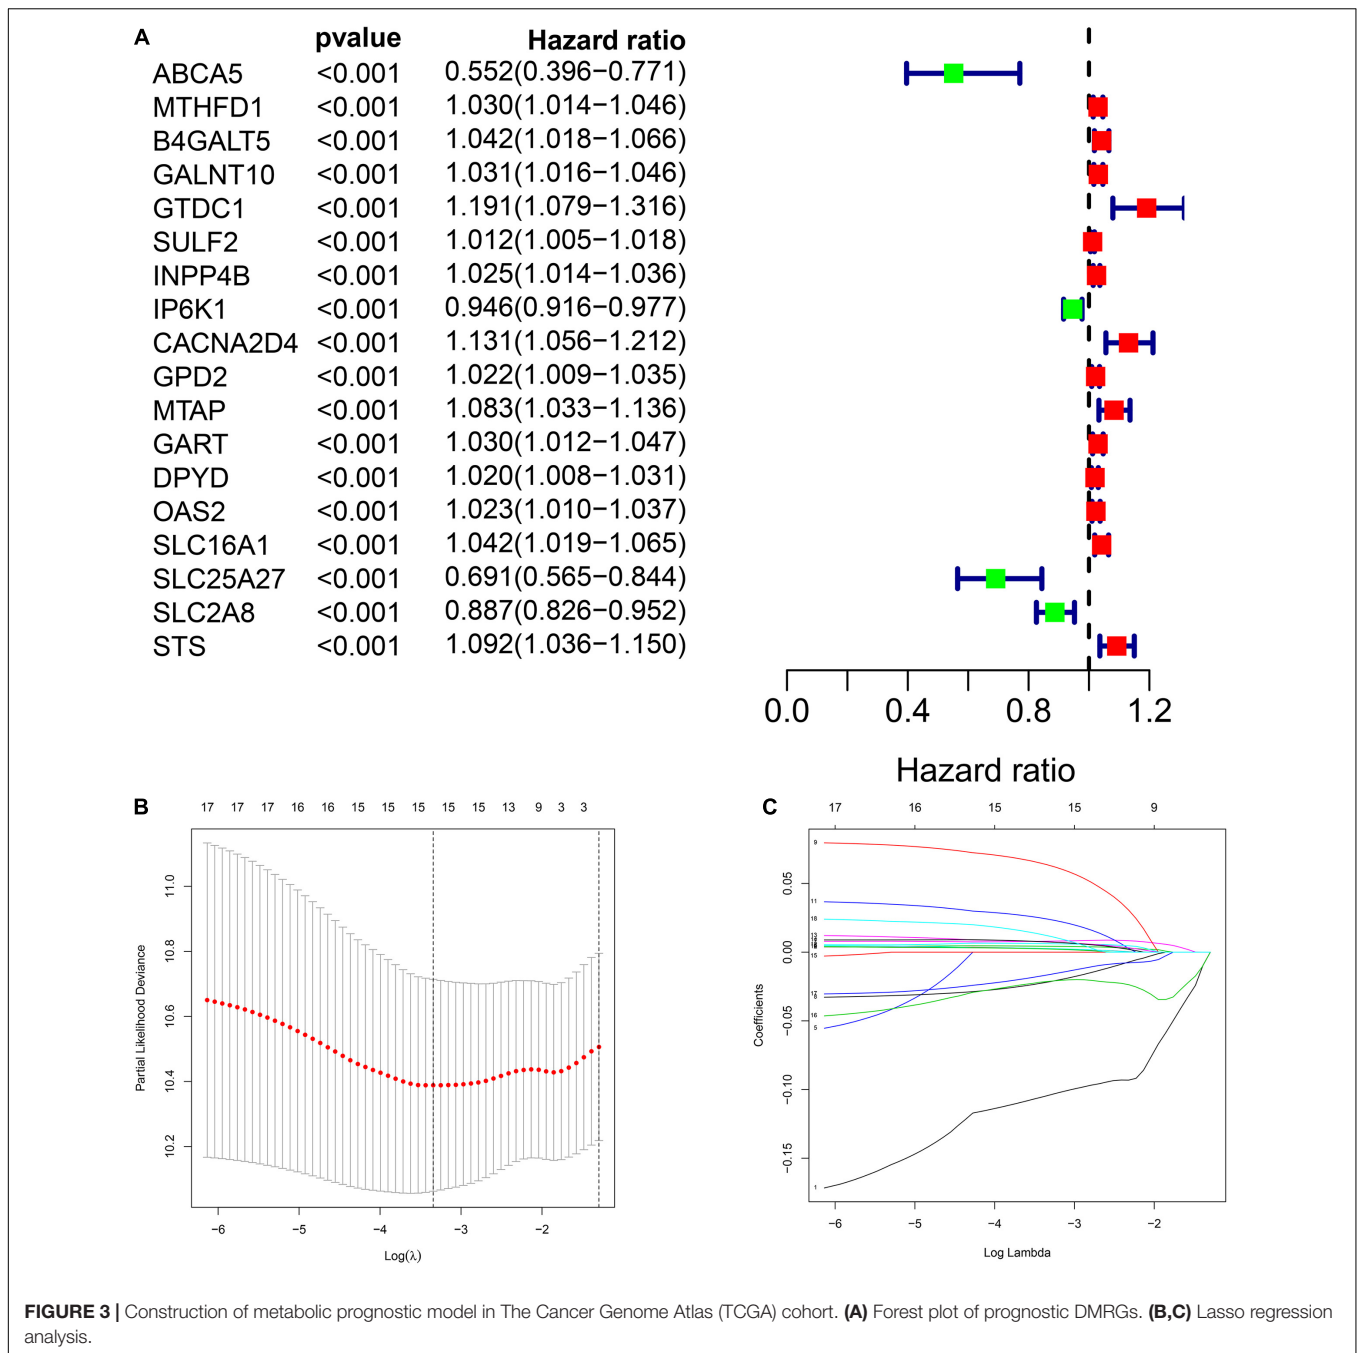 A
pvalue Hazard ratio
ABCA5 <0.001 0.552(0.396−0.771)
MTHFD1 <0.001 1.030(1.014−1.046)
B4GALT5 <0.001 1.042(1.018−1.066)
GALNT10 <0.001 1.031(1.016−1.046)
GTDC1 <0.001 1.191(1.079−1.316)
SULF2 <0.001 1.012(1.005−1.018)
INPP4B <0.001 1.025(1.014−1.036)
IP6K1 <0.001 0.946(0.916−0.977)
CACNA2D4 <0.001 1.131(1.056−1.212)
GPD2 <0.001 1.022(1.009−1.035)
MTAP <0.001 1.083(1.033−1.136)
GART <0.001 1.030(1.012−1.047)
DPYD <0.001 1.020(1.008−1.031)
OAS2 <0.001 1.023(1.010−1.037)
SLC16A1 <0.001 1.042(1.019−1.065)
SLC25A27 <0.001 0.691(0.565−0.844)
SLC2A8 <0.001 0.887(0.826−0.952)
STS <0.001 1.092(1.036−1.150)
0.0 0.4 0.8 1.2
Hazard ratio
B
17 17 17 16 16 15 15 15 15 15 13 9 3 3
Partial Likelihood Deviance
11.0
10.8
10.6
10.4
10.2
−6 −5 −4 −3 −2
Log(λ)
C
17 16 15 15 9
Coefficients
0.05
0.00
−0.05
−0.10
−0.15
9
11
18
13
15
17
6
16
5
1
−6 −5 −4 −3 −2
Log Lambda
FIGURE 3 | Construction of metabolic prognostic model in The Cancer Genome Atlas (TCGA) cohort. (A) Forest plot of prognostic DMRGs. (B,C) Lasso regression
analysis.